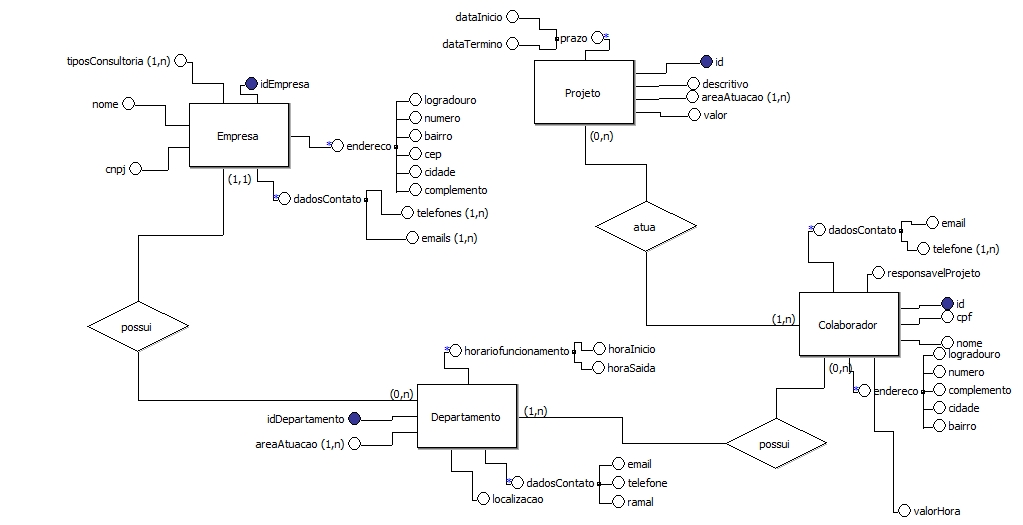 dataInicio
dataTermino
prazo
*
id
descritivo
areaAtuacao (1,n)
valor
Projeto
(0,n)
tiposConsultoria (1,n)
idEmpresa
nome
cnpj
Empresa
(1,1)
* endereco
logradouro
numero
bairro
cep
cidade
complemento
* dadosContato
telefones (1,n)
emails (1,n)
atua
(1,n)
* dadosContato
email
telefone (1,n)
responsavelProjeto
id
cpf
Colaborador
nome
(0,n)
* endereco
logradouro
numero
complemento
cidade
bairro
valorHora
possui
* horariofuncionamento
horaInicio
horaSaida
(0,n)
idDepartamento
areaAtuacao (1,n)
Departamento
(1,n)
possui
* dadosContato
email
telefone
ramal
localizacao